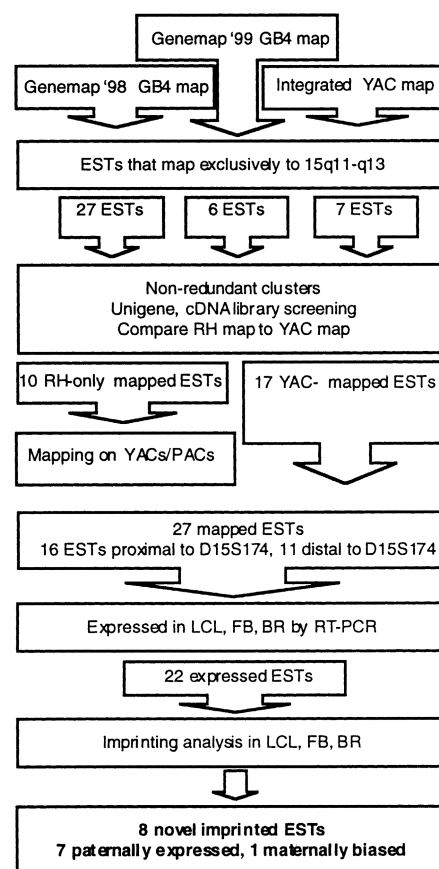 Genemap '99 GB4 map
Genemap '98 GB4 map
Integrated YAC map
ESTs that map exclusively to 15q11-q13
27 ESTs
6 ESTs
7 ESTs
Non-redundant clusters
Unigene, cDNA library screening
Compare RH map to YAC map
10 RH-only mapped ESTs
17 YAC- mapped ESTs
Mapping on YACs/PACs
27 mapped ESTs
16 ESTs proximal to D15S174, 11 distal to D15S174
Expressed in LCL, FB, BR by RT-PCR
22 expressed ESTs
Imprinting analysis in LCL, FB, BR
8 novel imprinted ESTs
7 paternally expressed, 1 maternally biased